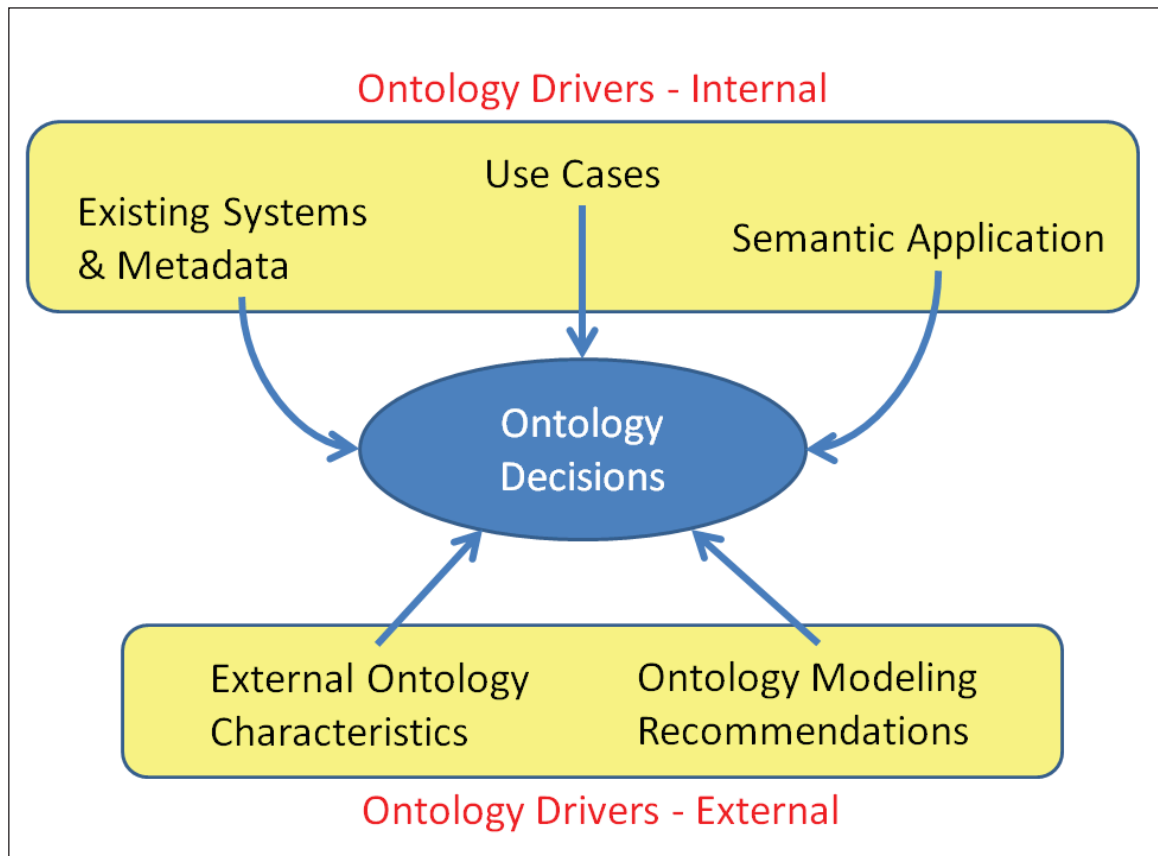 Ontology Drivers - Internal
Use Cases
Existing Systems
& Metadata
Semantic Application
Ontology
Decisions
External Ontology
Characteristics
Ontology Modeling
Recommendations
Ontology Drivers - External